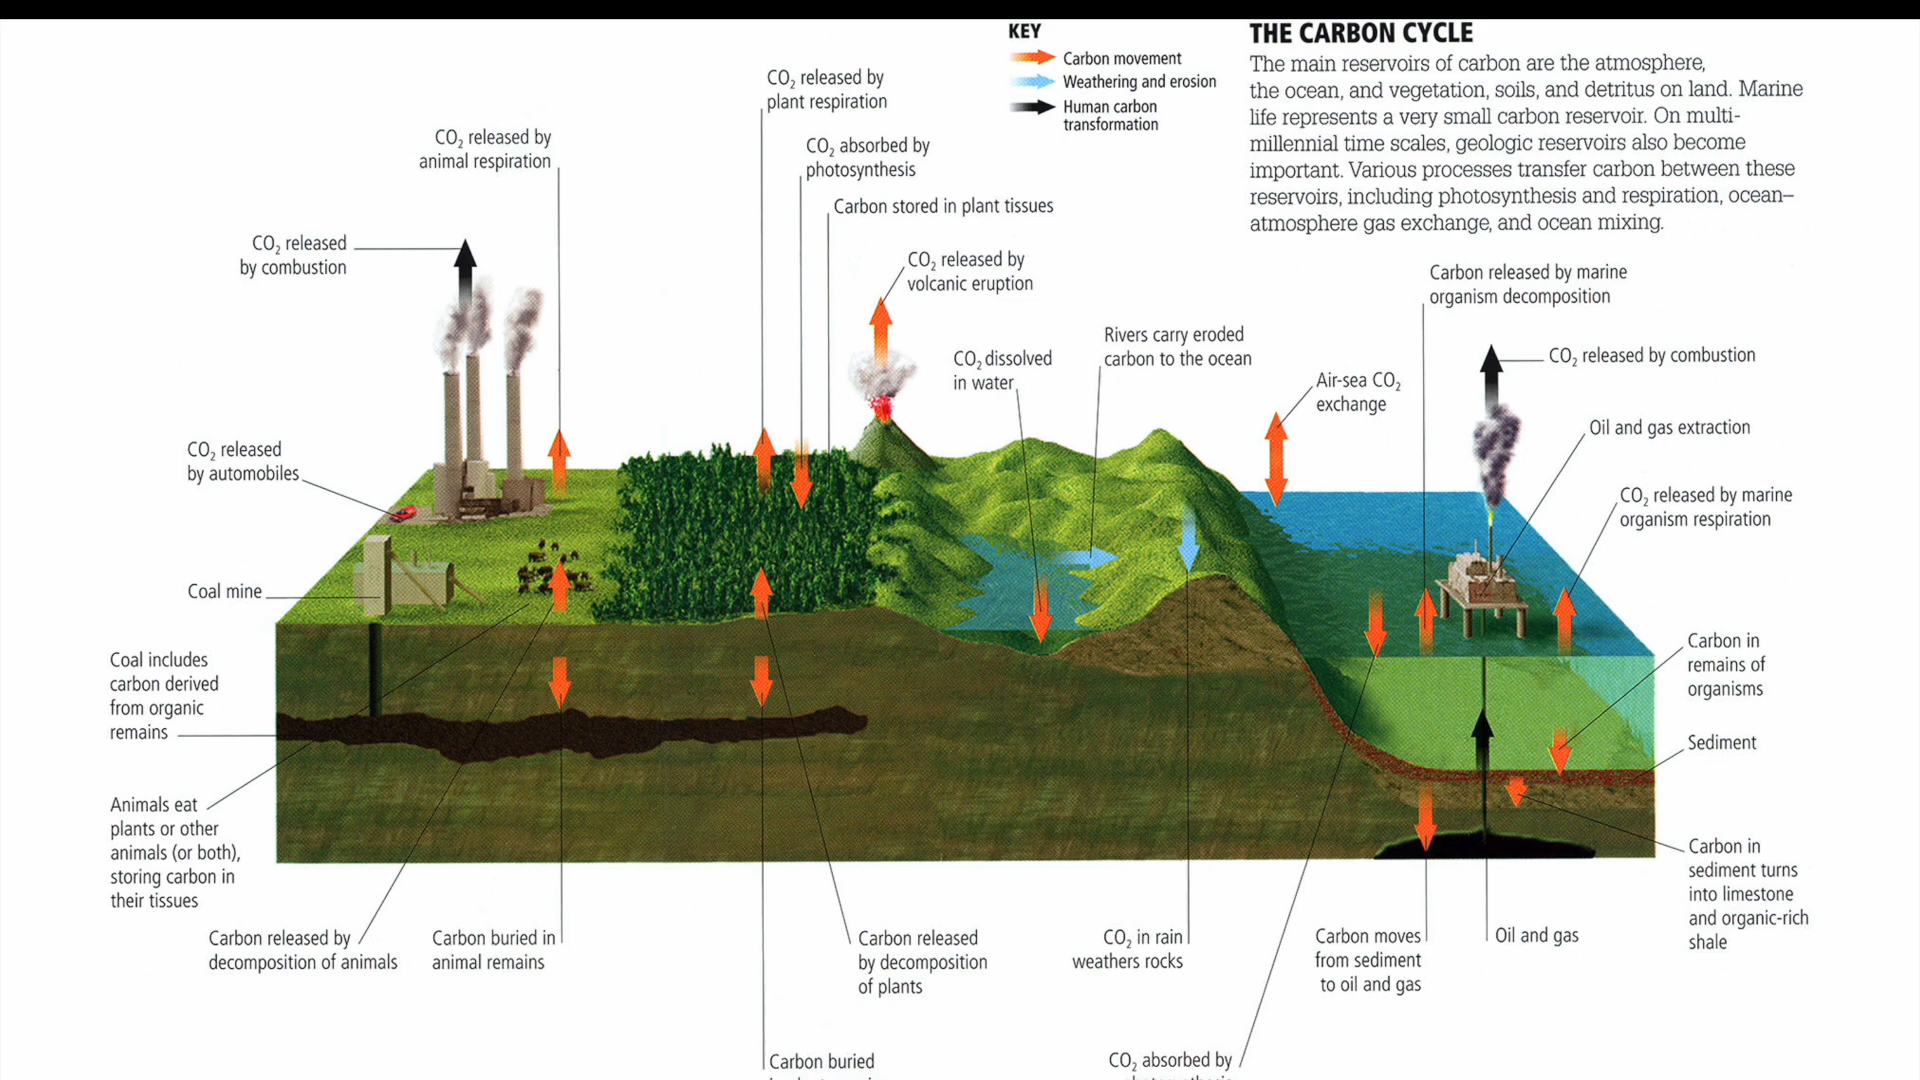 KEY
Carbon movement
Weathering and erosion
Human carbon
transformation
THE CARBON CYCLE
The main reservoirs of carbon are the atmosphere,
the ocean, and vegetation, soils, and detritus on land. Marine
life represents a very small carbon reservoir. On multi-
millennial time scales, geologic reservoirs also become
important. Various processes transfer carbon between these
reservoirs, including photosynthesis and respiration, ocean–
atmosphere gas exchange, and ocean mixing.
CO₂ released by
plant respiration
CO₂ released by
animal respiration
CO₂ absorbed by
photosynthesis
Carbon stored in plant tissues
CO₂ released
by combustion
CO₂ released by
volcanic eruption
Carbon released by marine
organism decomposition
Rivers carry eroded
carbon to the ocean
CO₂ dissolved
in water
CO₂ released by combustion
Air-sea CO₂
exchange
Oil and gas extraction
CO₂ released
by automobiles
CO₂ released by marine
organism respiration
Coal mine
Carbon in
remains of
organisms
Coal includes
carbon derived
from organic
remains
Sediment
Animals eat
plants or other
animals (or both),
storing carbon in
their tissues
Carbon in
sediment turns
into limestone
and organic-rich
shale
Carbon released by
decomposition of animals
Carbon buried in
animal remains
Carbon released
by decomposition
of plants
CO₂ in rain
weathers rocks
Carbon moves
from sediment
to oil and gas
Oil and gas
Carbon buried
CO₂ absorbed by